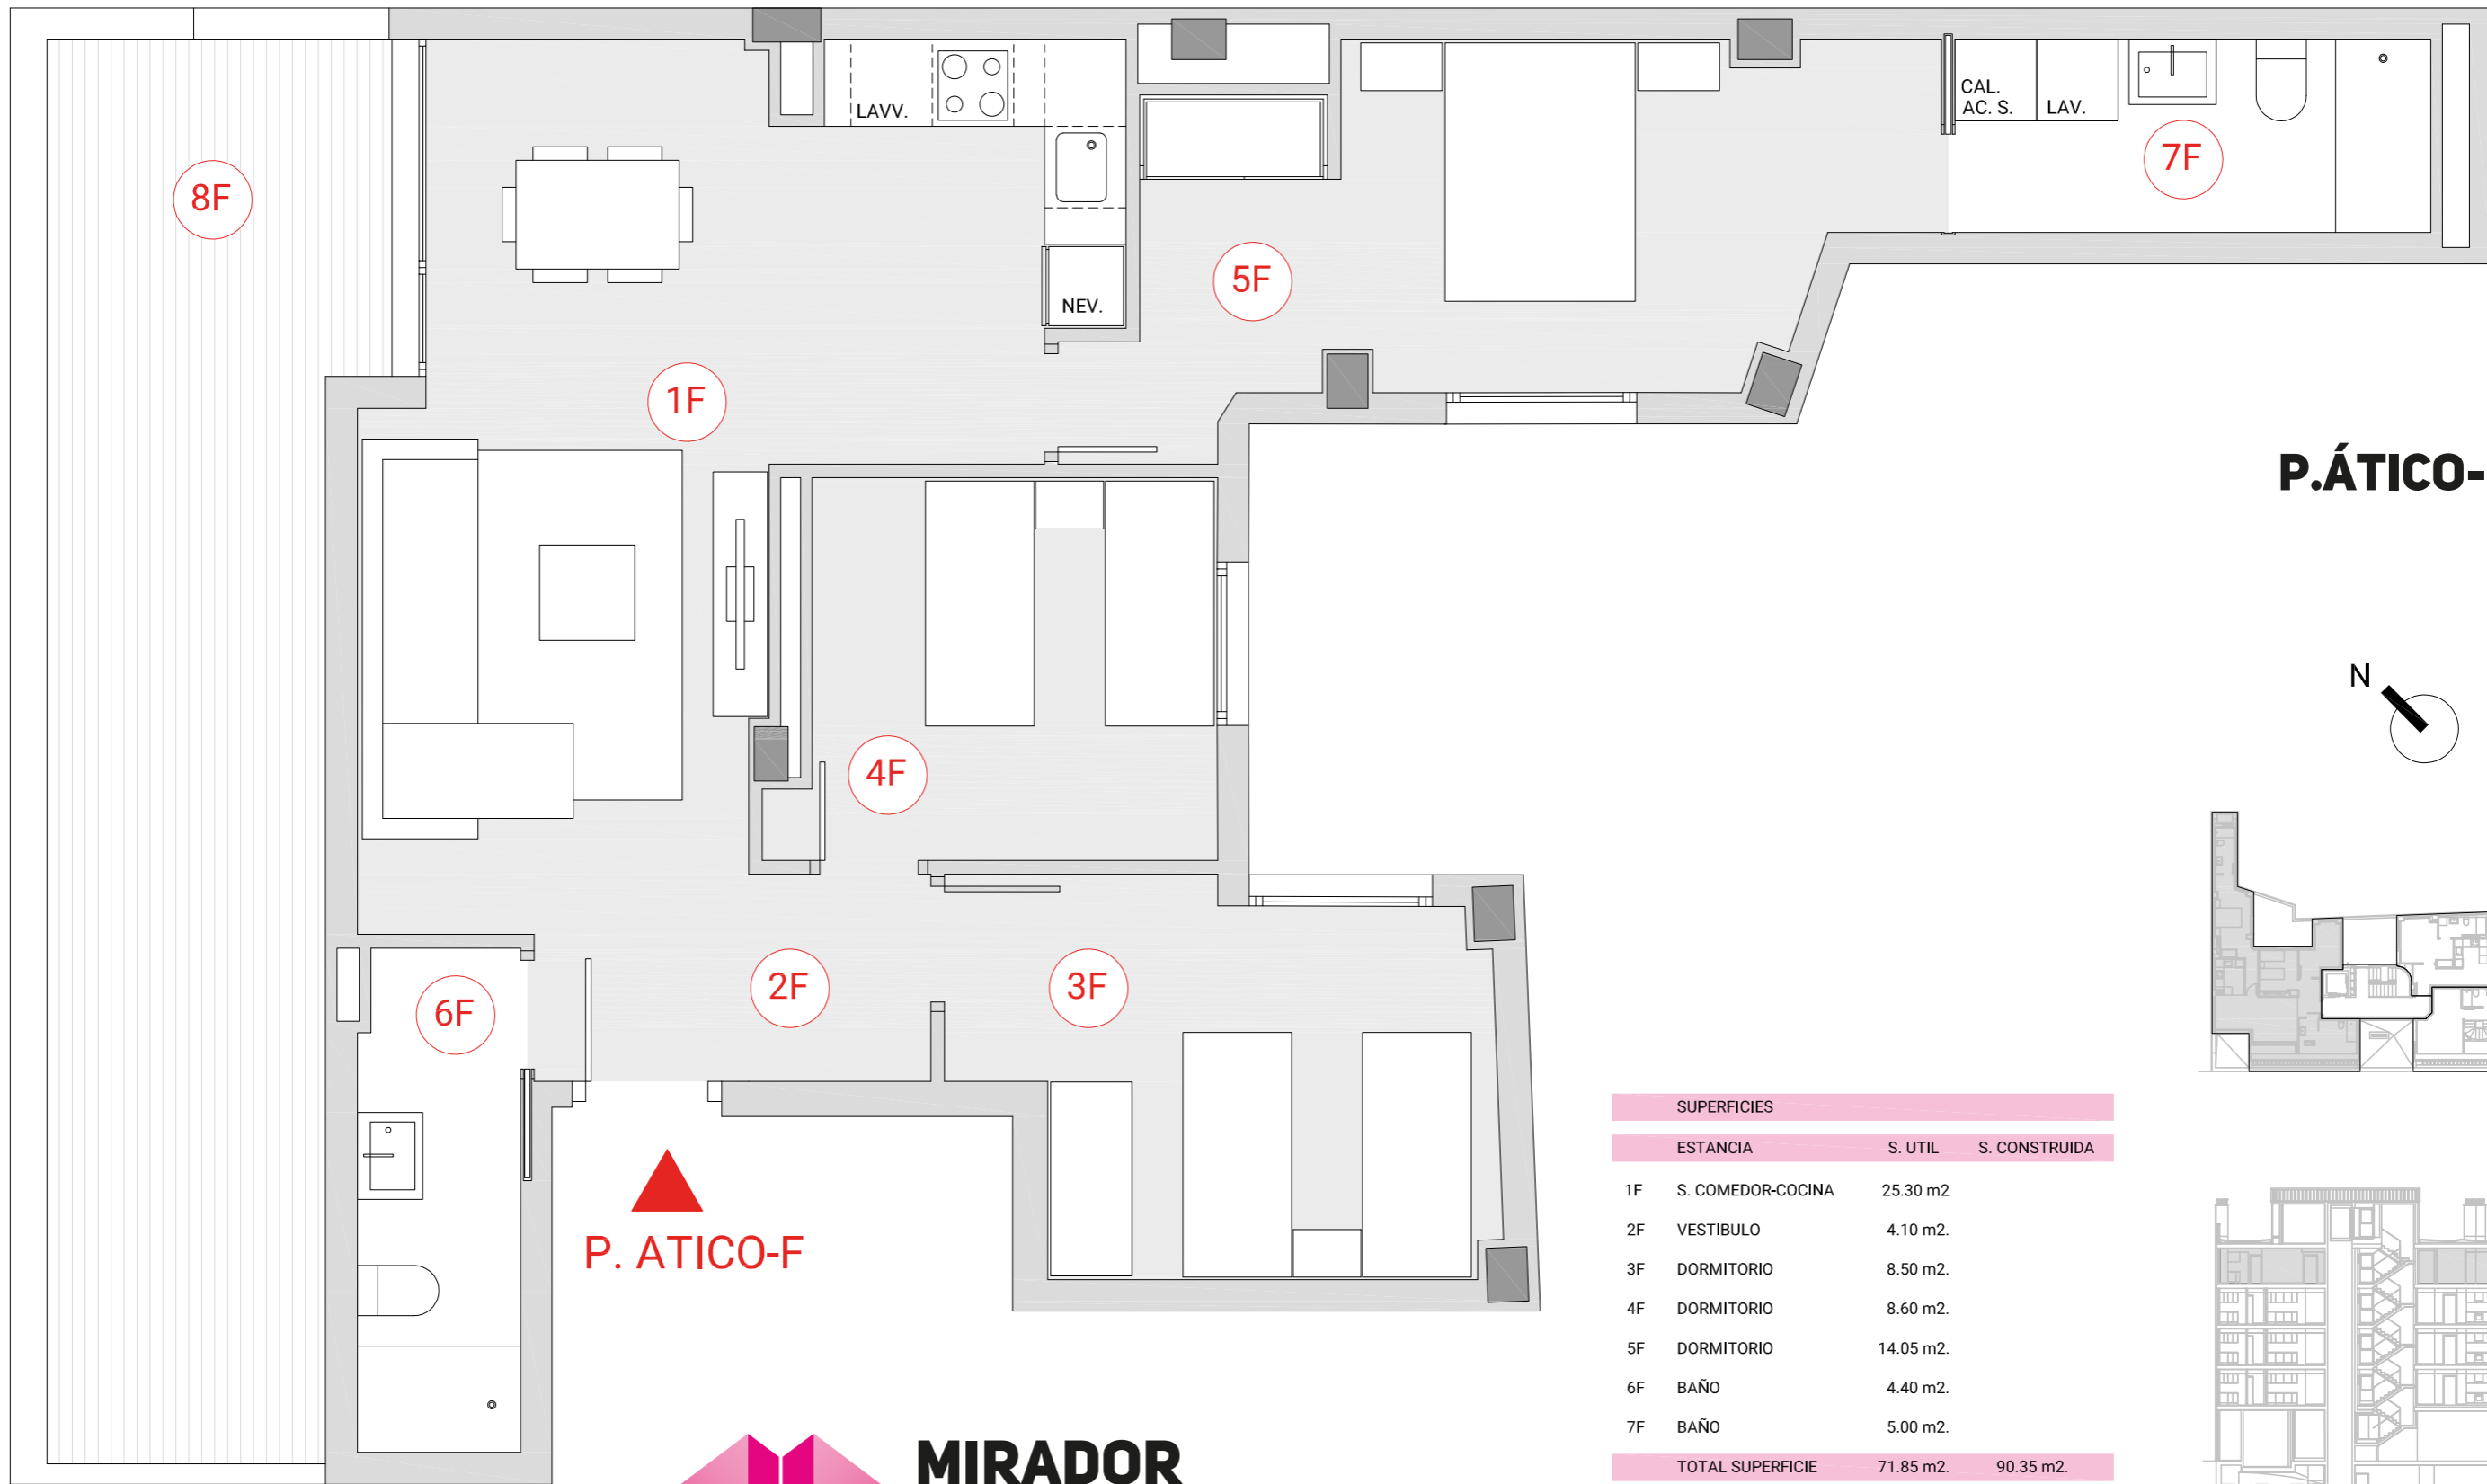 LAVV.
CAL.
AC. S.
LAV.
7F
8F
5F
NEV.
1F
P.ÁTICO-
N
4F
2F
3F
6F
P. ATICO-F
SUPERFICIES
ESTANCIA S. UTIL S. CONSTRUIDA
1F S. COMEDOR-COCINA 25.30 m2
2F VESTIBULO 4.10 m2.
3F DORMITORIO 8.50 m2.
4F DORMITORIO 8.60 m2.
5F DORMITORIO 14.05 m2.
6F BAÑO 4.40 m2.
7F BAÑO 5.00 m2.
TOTAL SUPERFICIE 71.85 m2. 90.35 m2.
MIRADOR